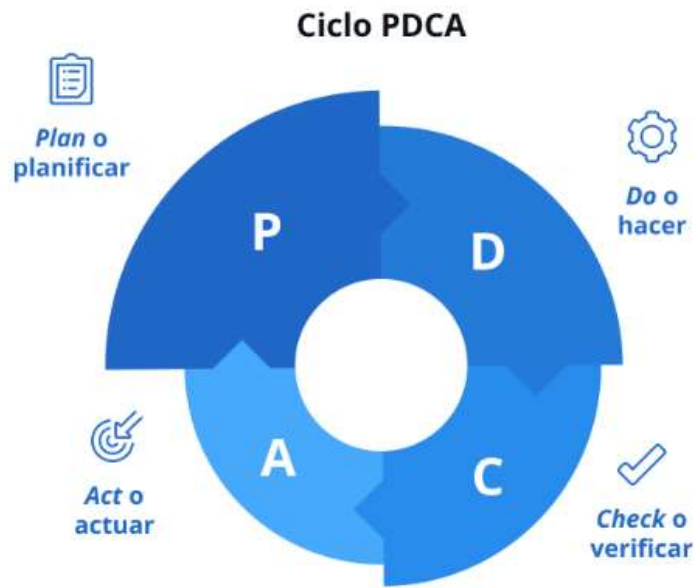 Ciclo PDCA
Plan o
planificar
Do o
hacer
P
D
A
C
Act o
actuar
Check o
verificar